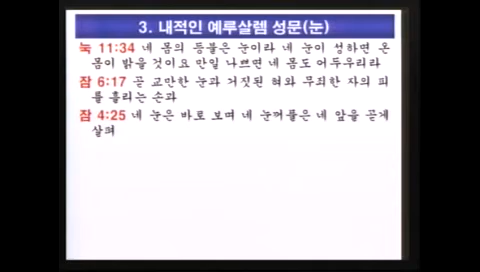 3. 내적인 예루살렘 성문(눈)
눅 11:34 네 몸의 등불은 눈이라 네 눈이 성하면 온
몸이 밝을 것이요 만일 나쁘면 네 몸도 어두우리라
잠 6:17 곧 교만한 눈과 거짓된 혀와 무죄한 자의 피
를 흘리는 손과
잠 4:25 네 눈은 바로 보며 네 눈꺼풀은 네 앞을 곧게
살펴